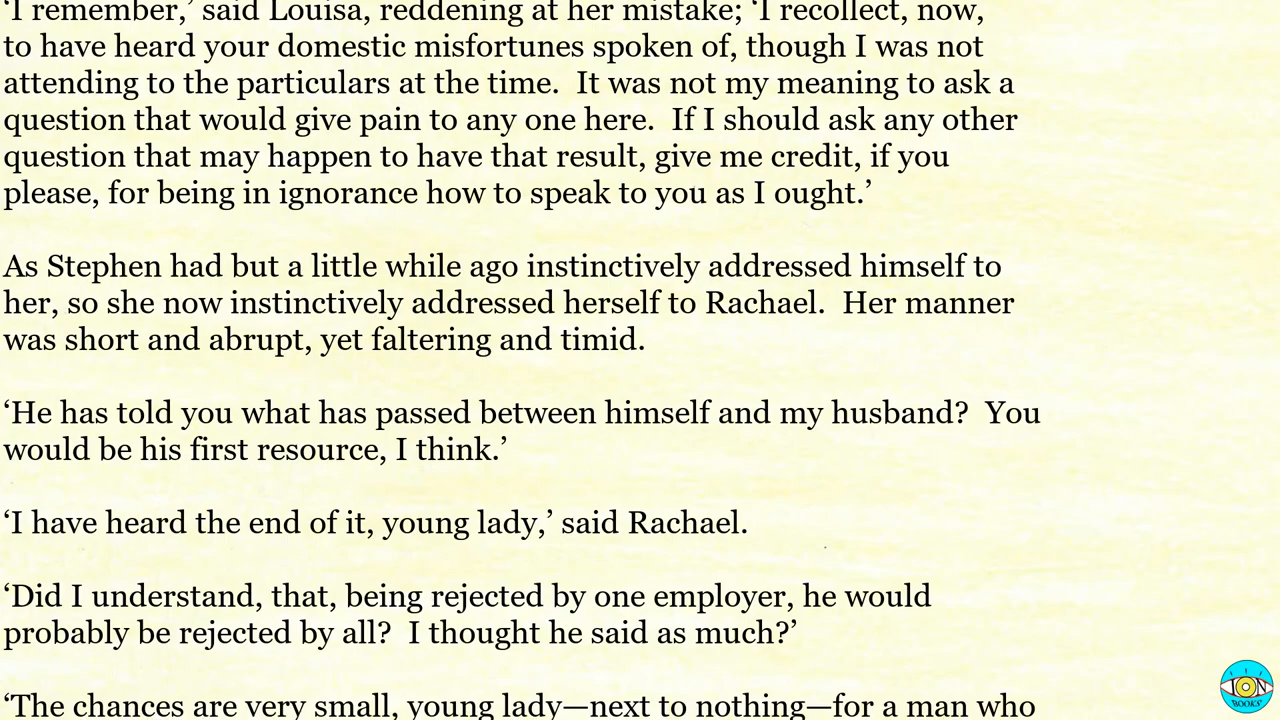 ‘I remember,’ said Louisa, reddening at her mistake; ‘I recollect, now,
to have heard your domestic misfortunes spoken of, though I was not
attending to the particulars at the time.  It was not my meaning to ask a
question that would give pain to any one here.  If I should ask any other
question that may happen to have that result, give me credit, if you
please, for being in ignorance how to speak to you as I ought.’
As Stephen had but a little while ago instinctively addressed himself to
her, so she now instinctively addressed herself to Rachael.  Her manner
was short and abrupt, yet faltering and timid.
‘He has told you what has passed between himself and my husband?  You
would be his first resource, I think.’
‘I have heard the end of it, young lady,’ said Rachael.
‘Did I understand, that, being rejected by one employer, he would
probably be rejected by all?  I thought he said as much?’
‘The chances are very small, young lady—next to nothing—for a man who
ION
BOOKS